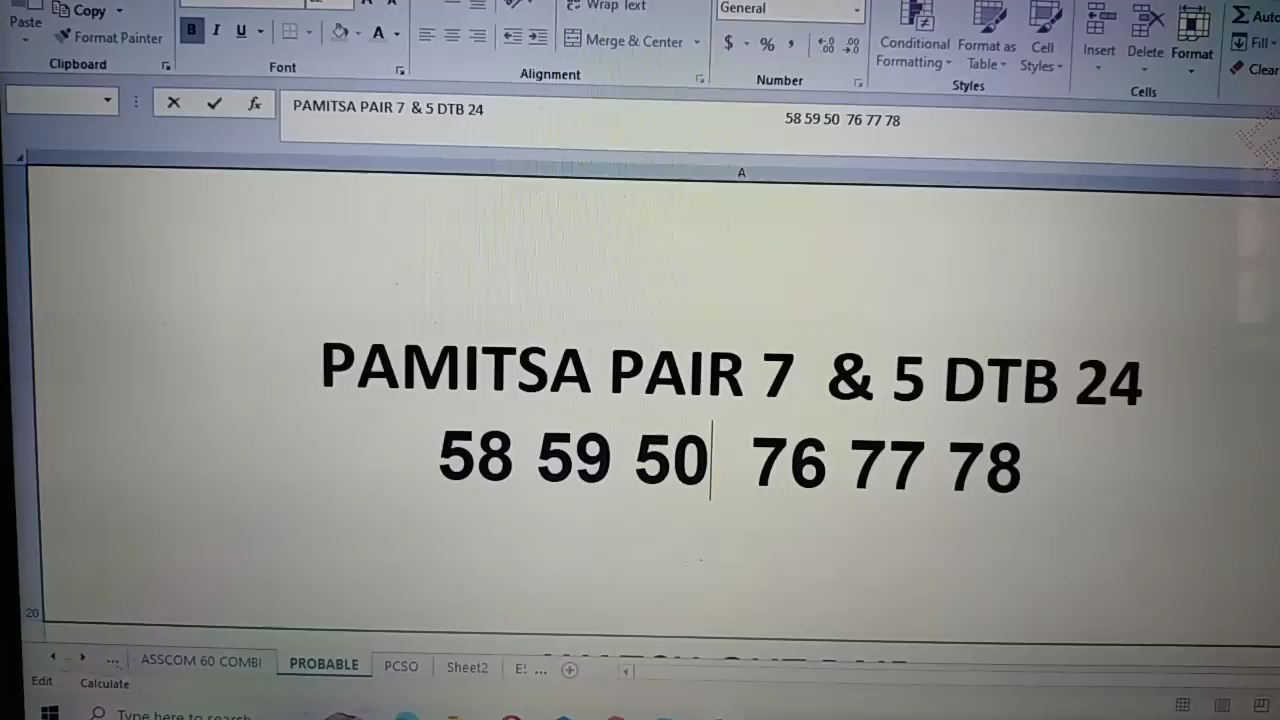 Paste
Copy
Format Painter
Clipboard
B I U
A
Font
Wrap Text
Merge & Center
Alignment
General
$ % ,
Number
Conditional Formatting
Format as Table
Cell Styles
Styles
Insert
Delete
Format
Cells
Σ Auto
Fill
Clear
fx
PAMITSA PAIR 7 & 5 DTB 24 58 59 50 76 77 78
A
PAMITSA PAIR 7 & 5 DTB 24
58 59 50 76 77 78
20
... ASSCOM 60 COMBI PROBABLE PCSO Sheet2 E! ...
Edit Calculate
Type here to search